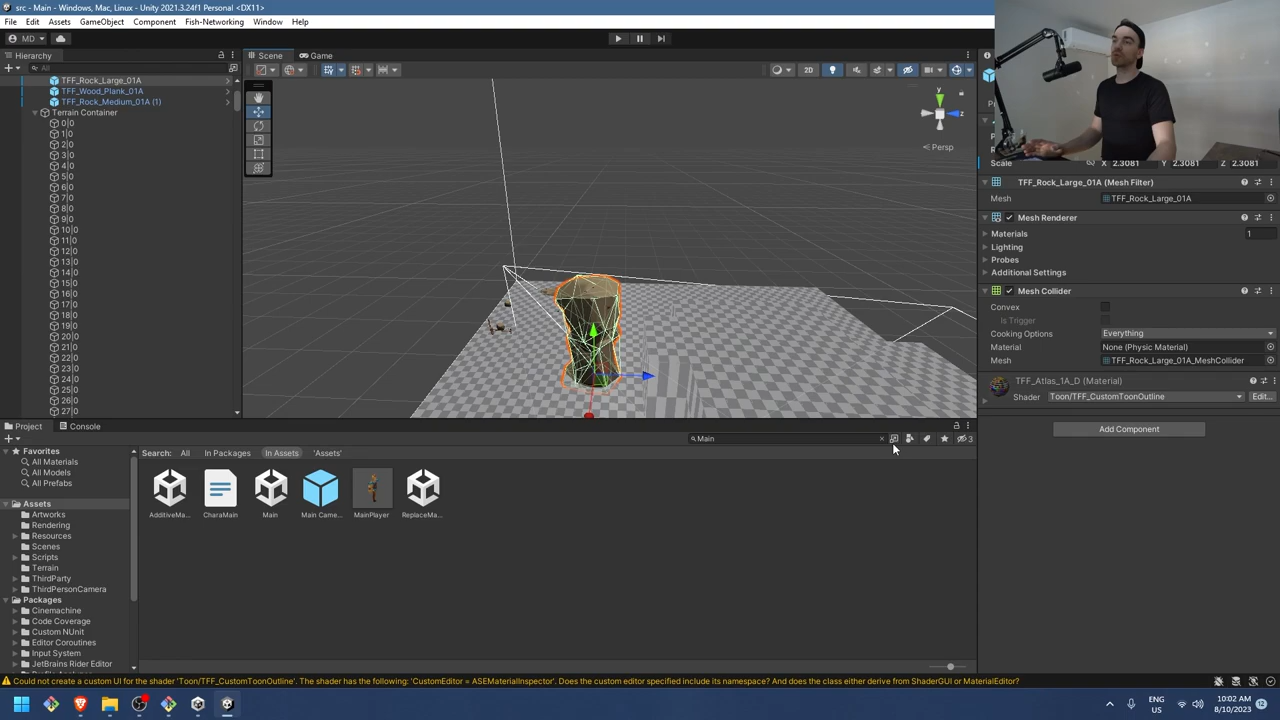 src - Main - Windows, Mac, Linux - Unity 2021.3.24f1 Personal <DX11>
File Edit Assets GameObject Component Fish-Networking Window Help
MD
Hierarchy
Scene
Game
All
2D
TFF_Rock_Large_01A
TFF_Wood_Plank_01A
TFF_Rock_Medium_01A (1)
Terrain Container
0|0
1|0
2|0
3|0
4|0
5|0
6|0
7|0
8|0
9|0
10|0
11|0
12|0
13|0
14|0
15|0
16|0
17|0
18|0
19|0
20|0
21|0
22|0
23|0
24|0
25|0
26|0
27|0
y
z
Persp
Scale X 2.3081 Y 2.3081 Z 2.3081
TFF_Rock_Large_01A (Mesh Filter)
Mesh TFF_Rock_Large_01A
Mesh Renderer
Materials 1
Lighting
Probes
Additional Settings
Mesh Collider
Convex
Is Trigger
Cooking Options Everything
Material None (Physic Material)
Mesh TFF_Rock_Large_01A_MeshCollider
TFF_Atlas_1A_D (Material)
Shader Toon/TFF_CustomToonOutline Edit...
Add Component
Project
Console
Main
3
Favorites
All Materials
All Models
All Prefabs
Assets
Artworks
Rendering
Resources
Scenes
Scripts
Terrain
ThirdParty
ThirdPersonCamera
Packages
Cinemachine
Code Coverage
Custom NUnit
Editor Coroutines
Input System
JetBrains Rider Editor
Search: All In Packages In Assets 'Assets'
AdditiveMa... CharaMain Main Main Came... MainPlayer ReplaceMa...
Could not create a custom UI for the shader 'Toon/TFF_CustomToonOutline'. The shader has the following: 'CustomEditor = ASEMaterialInspector'. Does the custom editor specified include its namespace? And does the class either derive from ShaderGUI or MaterialEditor?
ENG
US
10:02 AM
8/10/2023